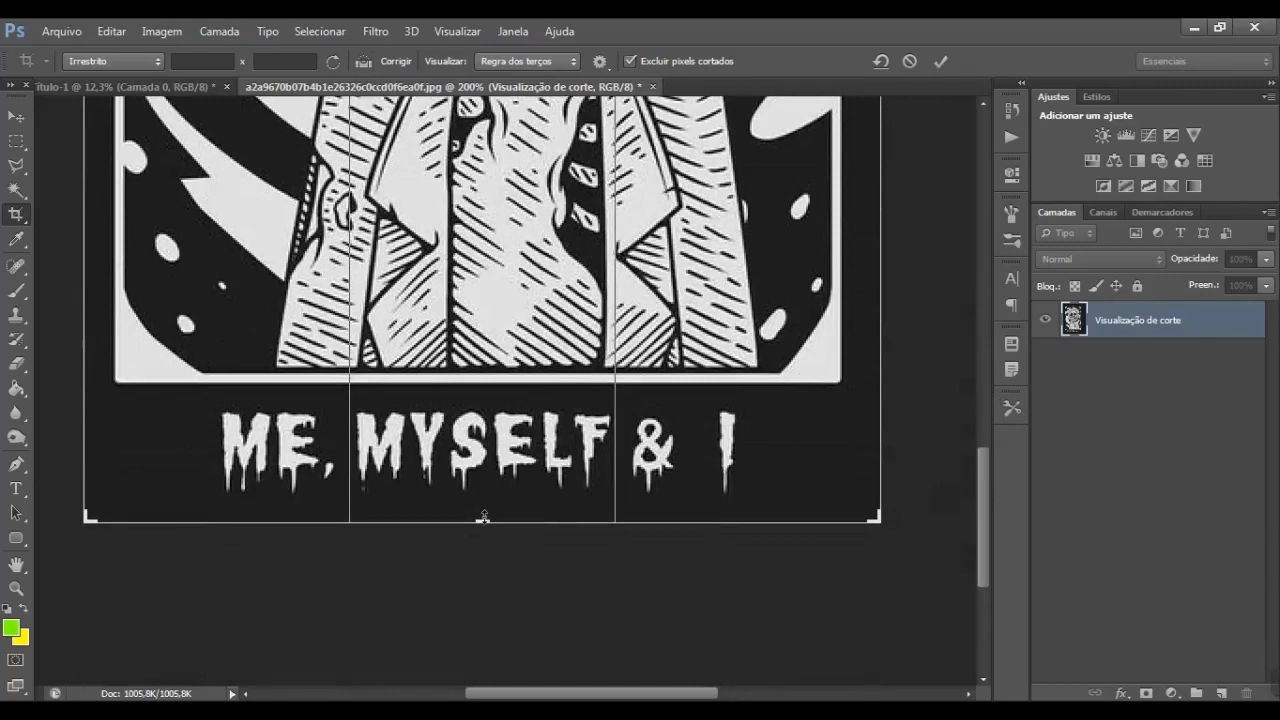 Ps Arquivo Editar Imagem Camada Tipo Selecionar Filtro 3D Visualizar Janela Ajuda
Irrestrito x Corrigir Visualizar: Regra dos terços Excluir pixels cortados Essenciais
ítulo-1 @ 12,3% (Camada 0, RGB/8) * × a2a9670b07b4b1e26326c0ccd0f6ea0f.jpg @ 200% (Visualização de corte, RGB/8) * ×
Ajustes Estilos
Adicionar um ajuste
Camadas Canais Demarcadores
Tipo
Normal Opacidade: 100%
Bloq.: Preen.: 100%
Visualização de corte
ME, MYSELF & I
Doc: 1005,8K/1005,8K